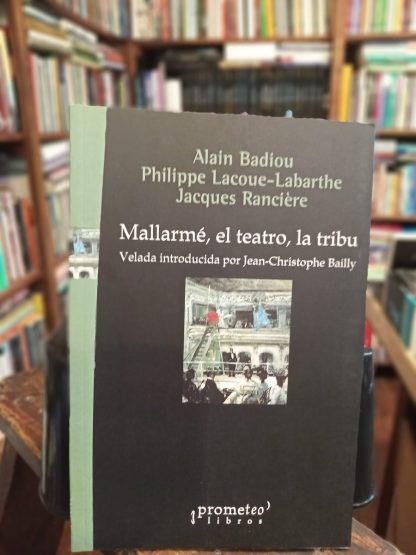 Alain Badiou
Philippe Lacoue-Labarthe
Jacques Rancière
Mallarmé, el teatro, la tribu
Velada introducida por Jean-Christophe Bailly
prometeo
libros